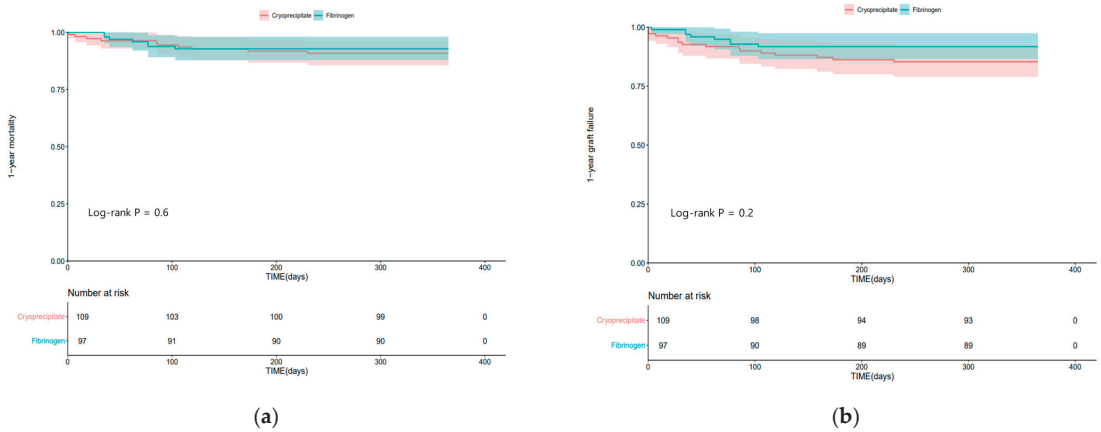 Cryoprecipitate Fibrinogen
1.00
0.75
0.50
0.25
0.00
1-year mortality
Log-rank P = 0.6
0 100 200 300 400
TIME(days)
Number at risk
Cryoprecipitate 109 103 100 99 0
Fibrinogen 97 91 90 90 0
0 100 200 300 400
TIME(days)
(a)
Cryoprecipitate Fibrinogen
1.00
0.75
0.50
0.25
0.00
1-year graft failure
Log-rank P = 0.2
0 100 200 300 400
TIME(days)
Number at risk
Cryoprecipitate 109 98 94 93 0
Fibrinogen 97 90 89 89 0
0 100 200 300 400
TIME(days)
(b)